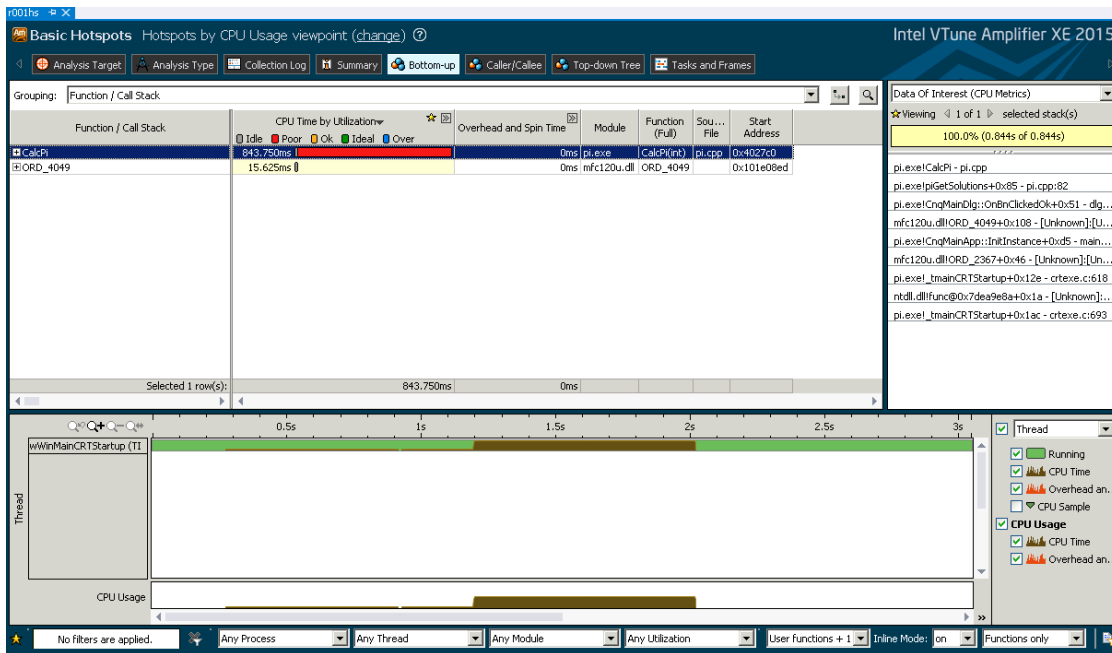 r001hs
Basic Hotspots Hotspots by CPU Usage viewpoint (change)
Intel VTune Amplifier XE 2015
Analysis Target Analysis Type Collection Log Summary Bottom-up Caller/Callee Top-down Tree Tasks and Frames
Grouping: Function / Call Stack
Function / Call Stack CPU Time by Utilization Overhead and Spin Time Module Function (Full) Sou... File Start Address
Idle Poor Ok Ideal Over
CalcPi 843.750ms 0ms pi.exe CalcPi(int) pi.cpp 0x4027c0
ORD_4049 15.625ms 0ms mfc120u.dll ORD_4049 0x101e08ed
Selected 1 row(s): 843.750ms 0ms
Data Of Interest (CPU Metrics)
Viewing 1 of 1 selected stack(s)
100.0% (0.844s of 0.844s)
pi.exe!CalcPi - pi.cpp
pi.exe!piGetSolutions+0x85 - pi.cpp:82
pi.exe!CnqMainDlg::OnBnClickedOk+0x51 - dlg...
mfc120u.dll!ORD_4049+0x108 - [Unknown]:[U...
pi.exe!CnqMainApp::InitInstance+0xd5 - main...
mfc120u.dll!ORD_2367+0x46 - [Unknown]:[Un...
pi.exe!_tmainCRTStartup+0x12e - crtexe.c:618
ntdll.dll!func@0x7dea9e8a+0x1a - [Unknown]:...
pi.exe!_tmainCRTStartup+0x1ac - crtexe.c:693
0.5s 1s 1.5s 2s 2.5s 3s
wWinMainCRTStartup (TI
Thread
CPU Usage
Thread
Running
CPU Time
Overhead an.
CPU Sample
CPU Usage
CPU Time
Overhead an.
No filters are applied. Any Process Any Thread Any Module Any Utilization User functions + 1 Inline Mode: on Functions only